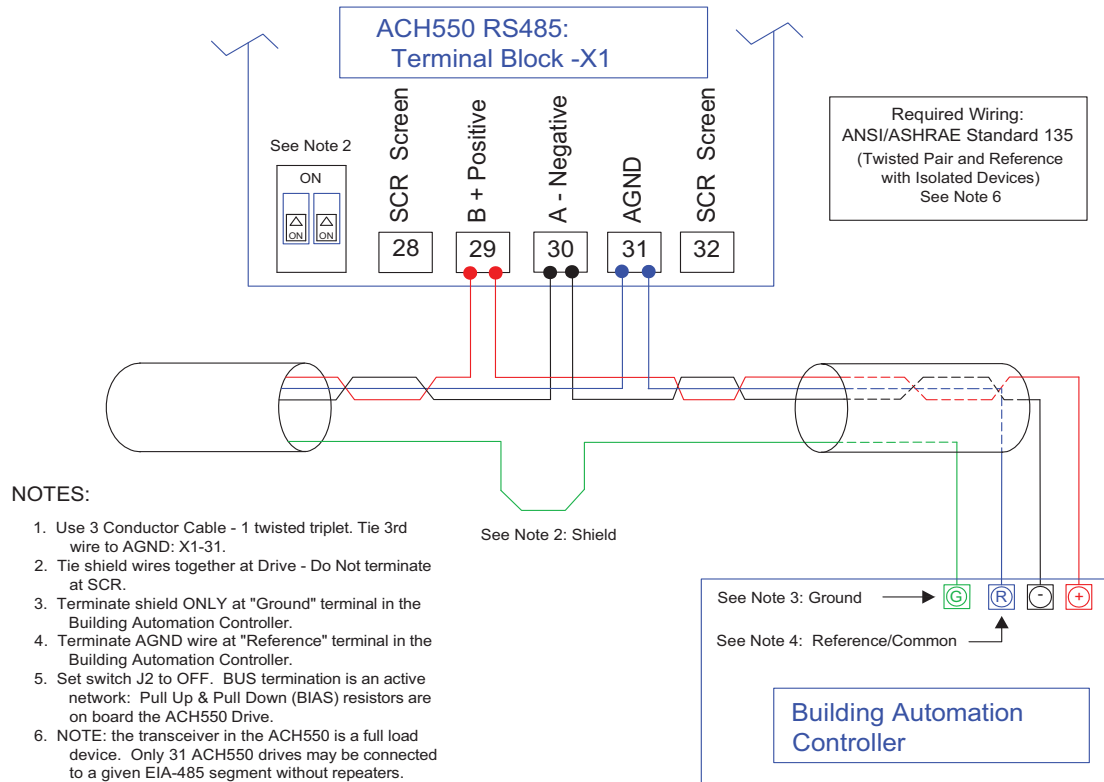 ACH550 RS485:
Terminal Block -X1
See Note 2
ON
ON
ON
SCR Screen
B + Positive
A - Negative
AGND
SCR Screen
28
29
30
31
32
Required Wiring:
ANSI/ASHRAE Standard 135
(Twisted Pair and Reference
with Isolated Devices)
See Note 6
See Note 2: Shield
NOTES:
1. Use 3 Conductor Cable - 1 twisted triplet. Tie 3rd
wire to AGND: X1-31.
2. Tie shield wires together at Drive - Do Not terminate
at SCR.
3. Terminate shield ONLY at "Ground" terminal in the
Building Automation Controller.
4. Terminate AGND wire at "Reference" terminal in the
Building Automation Controller.
5. Set switch J2 to OFF. BUS termination is an active
network: Pull Up & Pull Down (BIAS) resistors are
on board the ACH550 Drive.
6. NOTE: the transceiver in the ACH550 is a full load
device. Only 31 ACH550 drives may be connected
to a given EIA-485 segment without repeaters.
See Note 3: Ground
G
R
-
+
See Note 4: Reference/Common
Building Automation
Controller